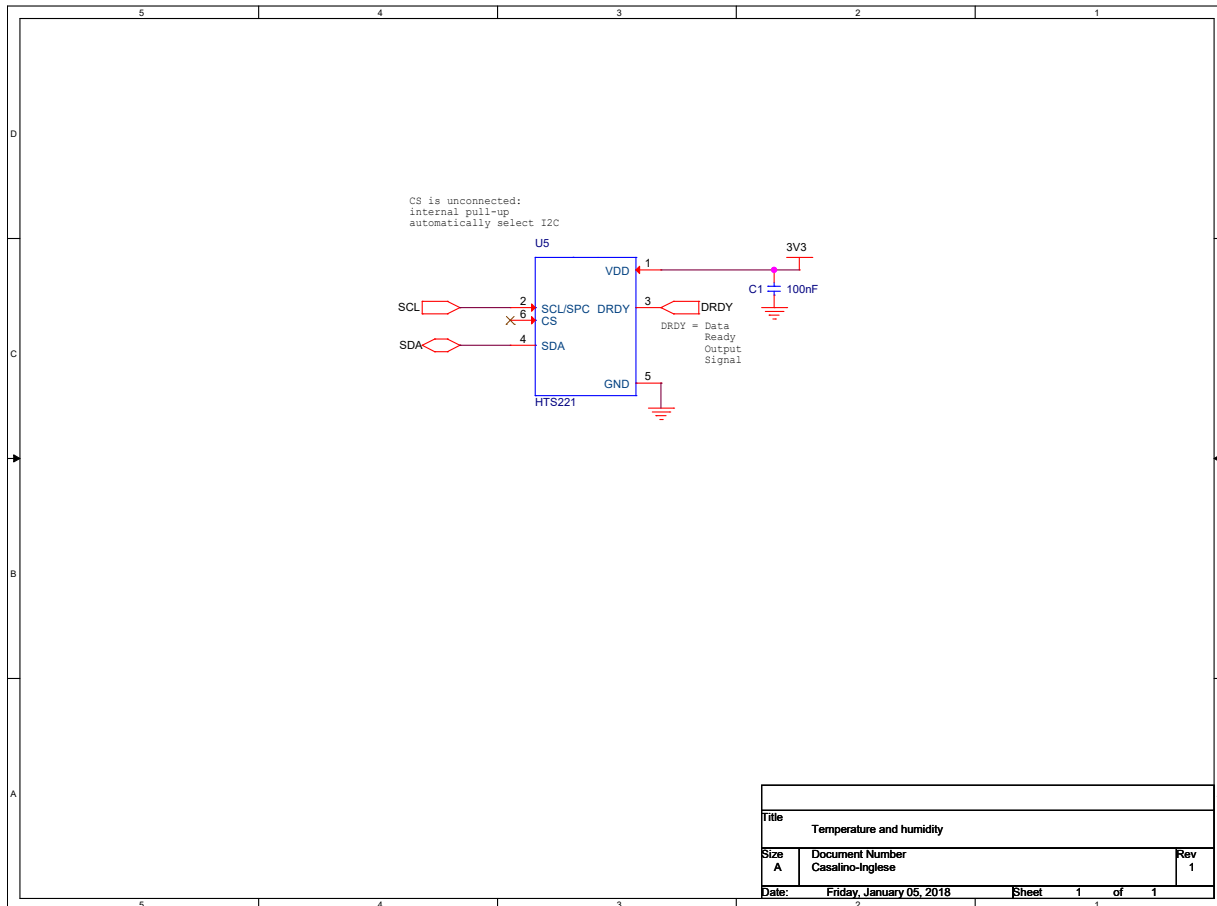 5 4 3 2 1
D
CS is unconnected:
internal pull-up
automatically select I2C
U5
3V3
VDD 1
C1 100nF
SCL 2 SCL/SPC DRDY 3 DRDY
6 CS
DRDY = Data
Ready
Output
Signal
SDA 4 SDA
C
GND 5
HTS221
B
A
Title
Temperature and humidity
Size Document Number Rev
A Casalino-Inglese 1
Date: Friday, January 05, 2018 Sheet 1 of 1
5 4 3 2 1